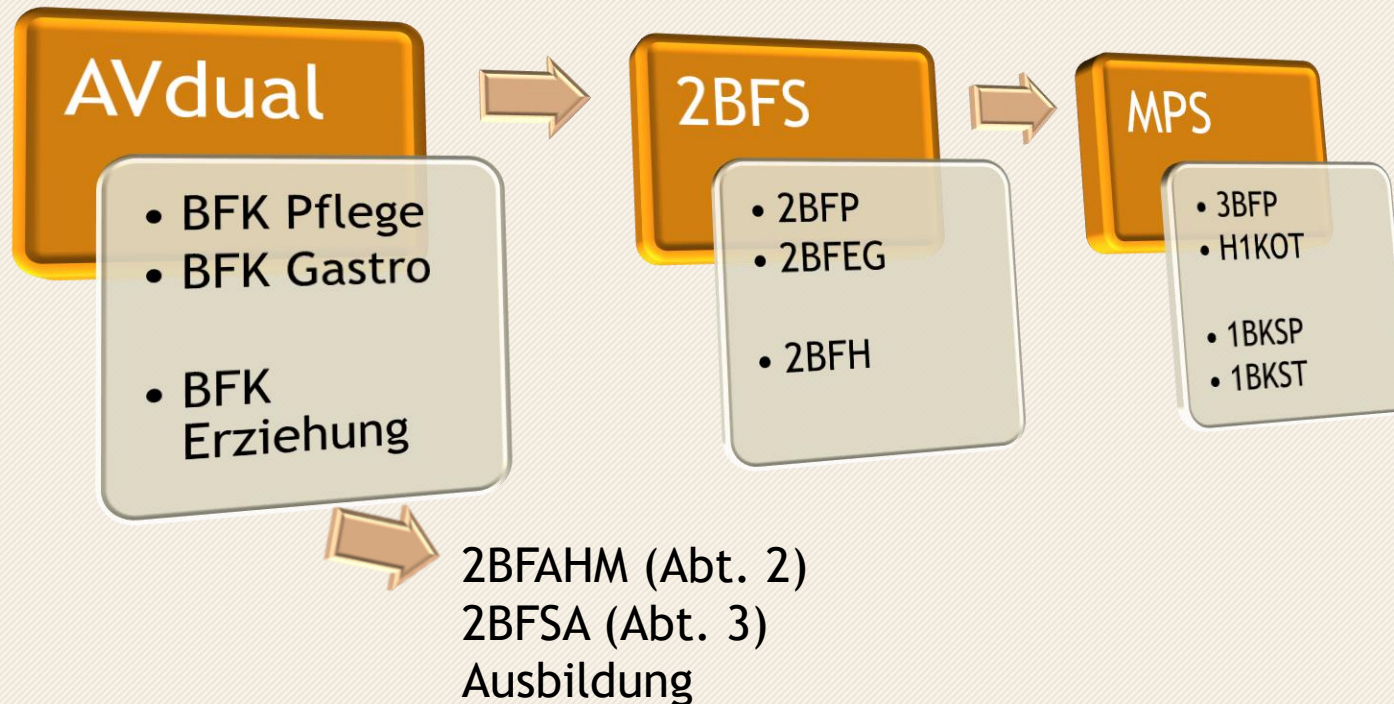 AVdual
• BFK Pflege
• BFK Gastro
• BFK
Erziehung
2BFS
• 2BFP
• 2BFEG
• 2BFH
MPS
• 3BFP
• H1KOT
• 1BKSP
• 1BKST
2BFAHM (Abt. 2)
2BFSA (Abt. 3)
Ausbildung